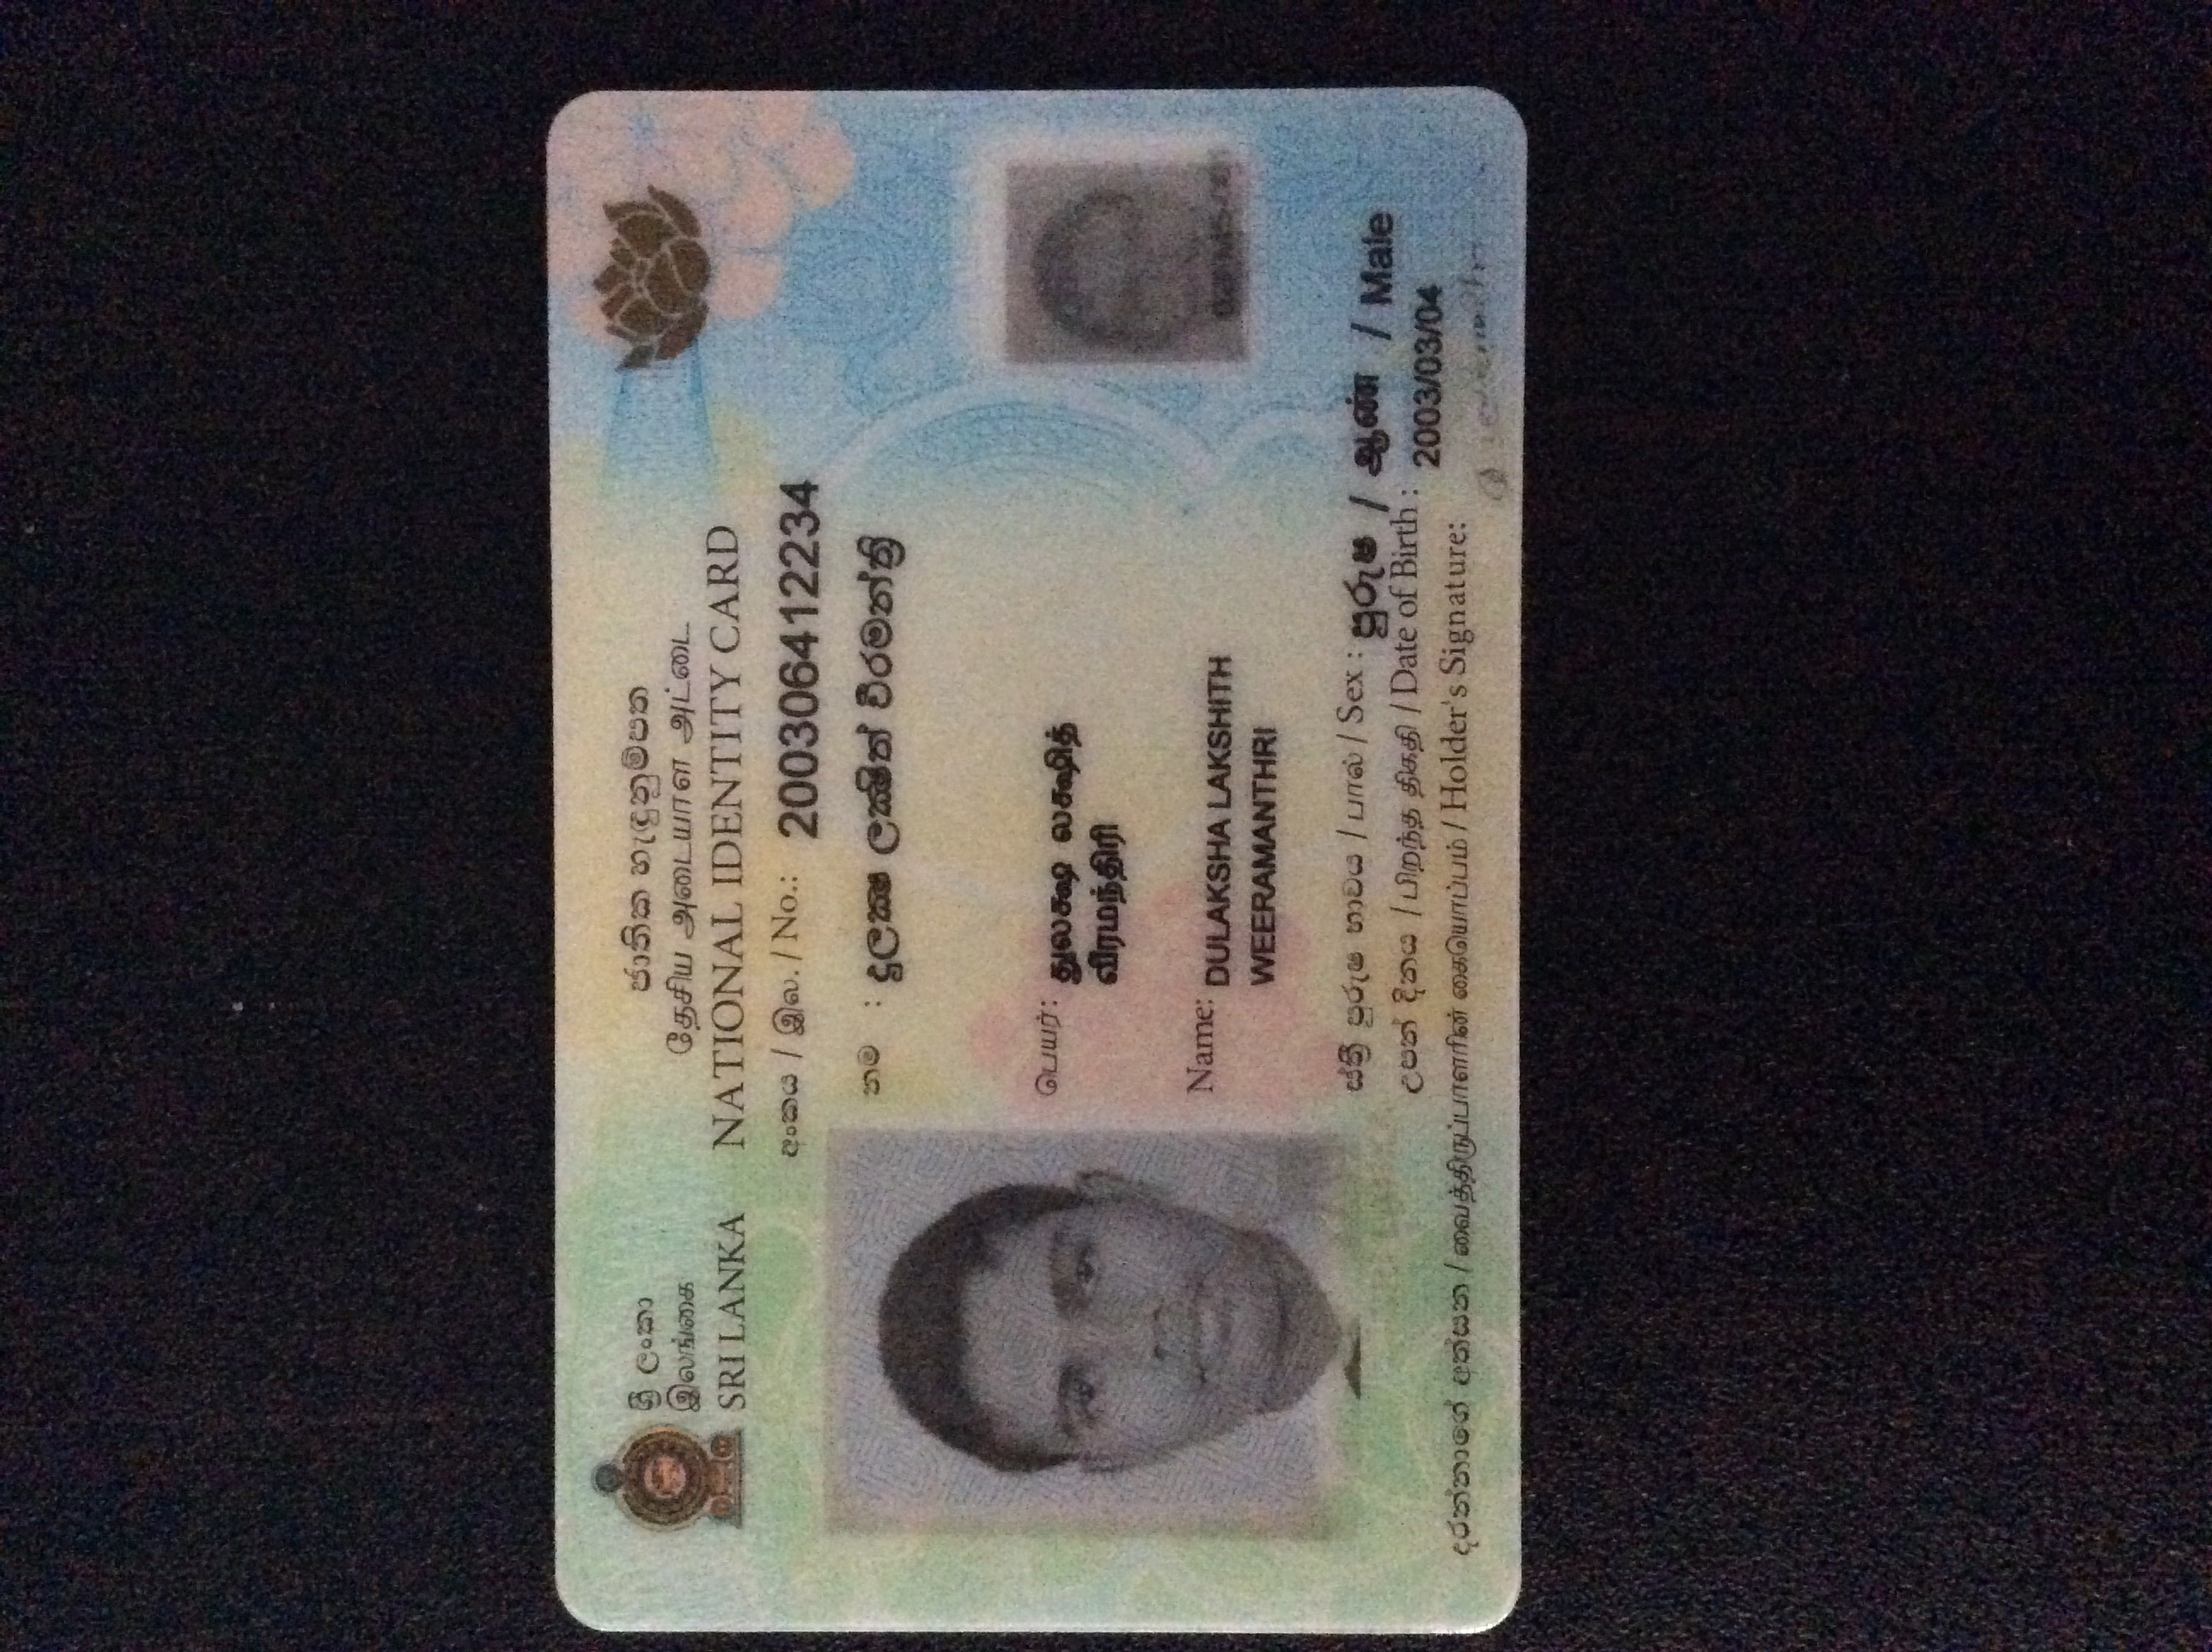 ශ්‍රී ලංකා
இலங்கை
SRI LANKA
ජාතික හැඳුනුම්පත
தேசிய அடையாள அட்டை
NATIONAL IDENTITY CARD
අංකය / இல. / No.: 200306412234
නම : දුලක්ෂ ලක්ෂිත් වීරමන්ත්‍රි
பெயர்: துலக்ஷ லக்ஷித்
வீரமந்திரி
Name: DULAKSHA LAKSHITH
WEERAMANTHRI
ස්ත්‍රී පුරුෂ භාවය / பால் / Sex : පුරුෂ / ஆண் / Male
උපන් දිනය / பிறந்த திகதி / Date of Birth : 2003/03/04
දරන්නාගේ අත්සන / வைத்திருப்பாளரின் கையொப்பம் / Holder's Signature: